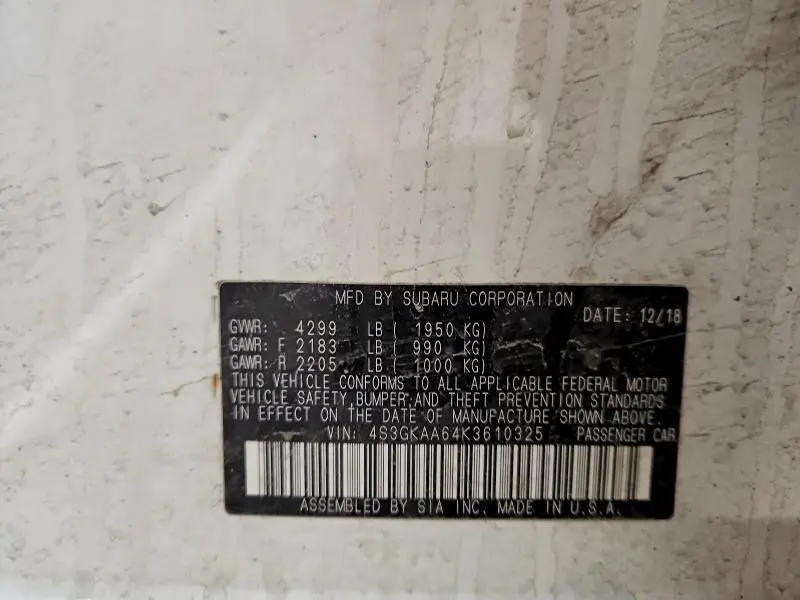 MFD BY SUBARU CORPORATION
DATE: 12/18
GVWR: 4299 LB ( 1950 KG)
GAWR: F 2183 LB ( 990 KG)
GAWR: R 2205 LB ( 1000 KG)
THIS VEHICLE CONFORMS TO ALL APPLICABLE FEDERAL MOTOR
VEHICLE SAFETY, BUMPER, AND THEFT PREVENTION STANDARDS
IN EFFECT ON THE DATE OF MANUFACTURE SHOWN ABOVE.
VIN: 4S3GKAA64K3610325 PASSENGER CAR
ASSEMBLED BY SIA INC. MADE IN U.S.A.